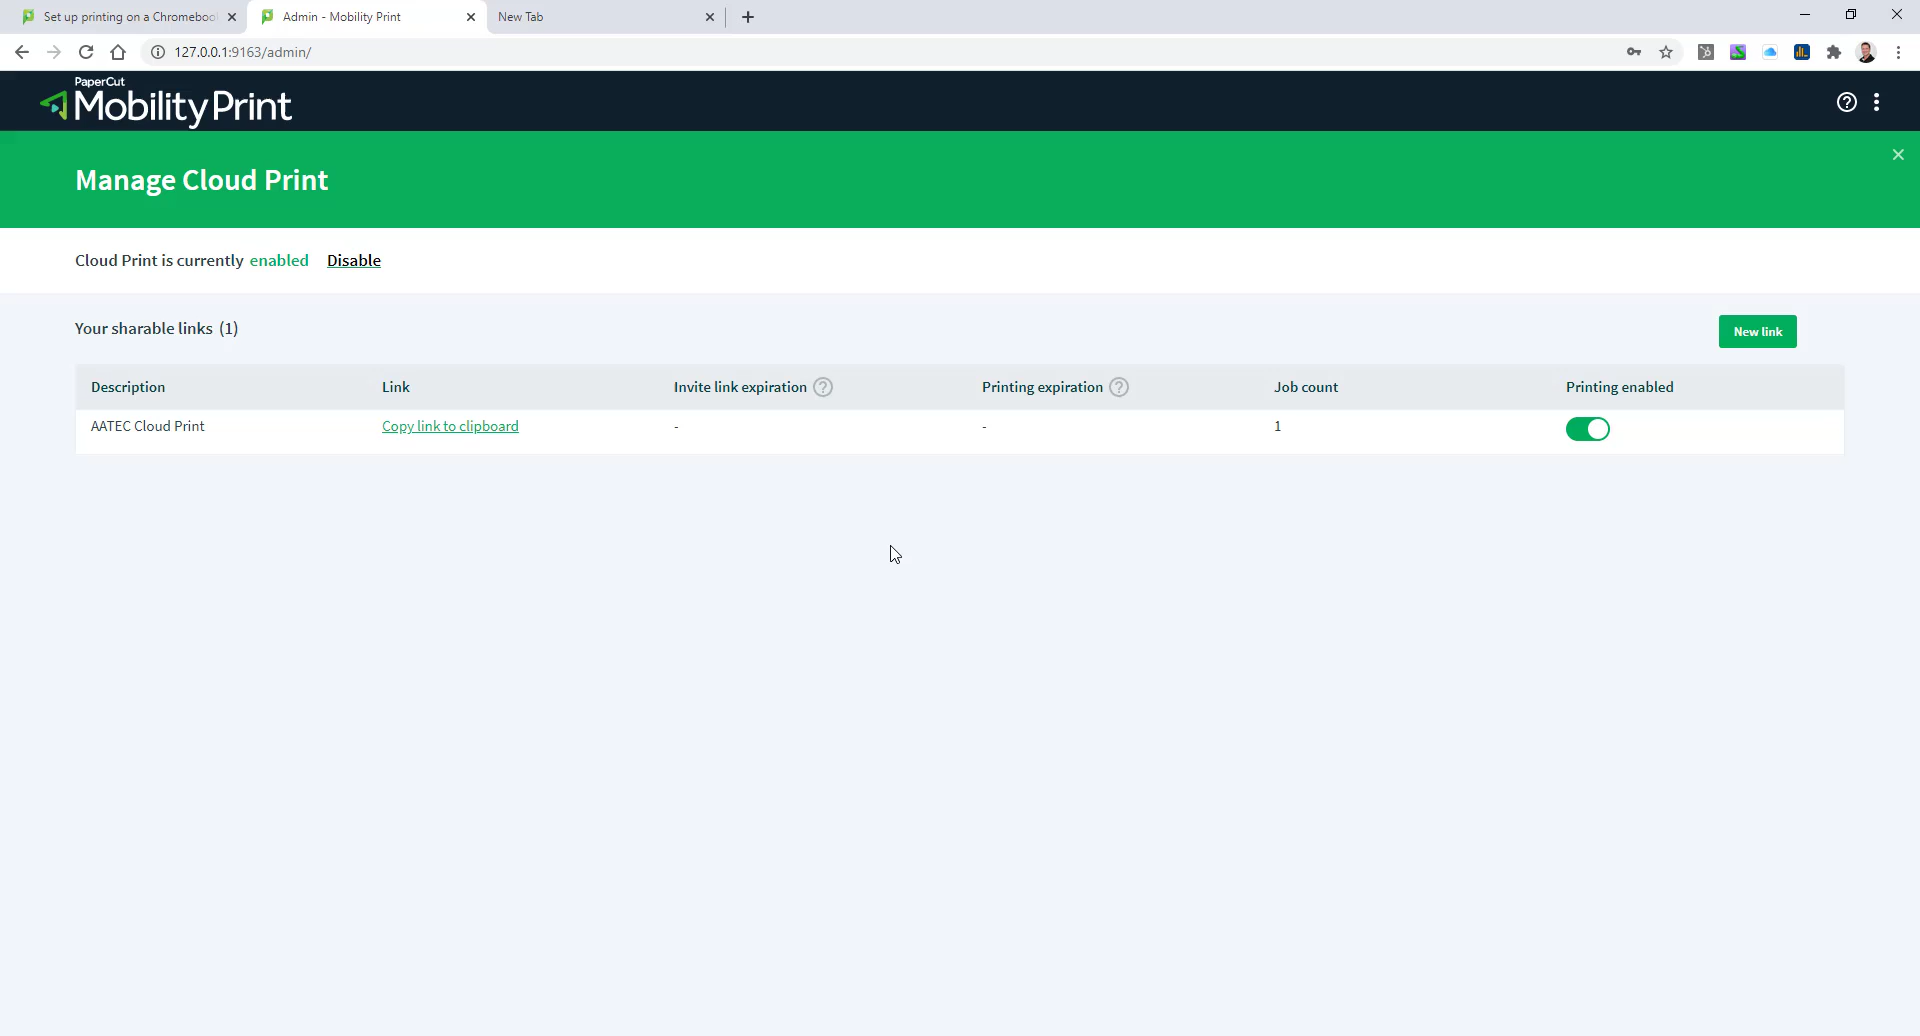 Set up printing on a Chromeboo
Admin - Mobility Print
New Tab
127.0.0.1:9163/admin/
PaperCut
Mobility Print
Manage Cloud Print
Cloud Print is currently enabled Disable
Your sharable links (1)
New link
Description Link Invite link expiration ? Printing expiration ? Job count Printing enabled
AATEC Cloud Print Copy link to clipboard - - 1